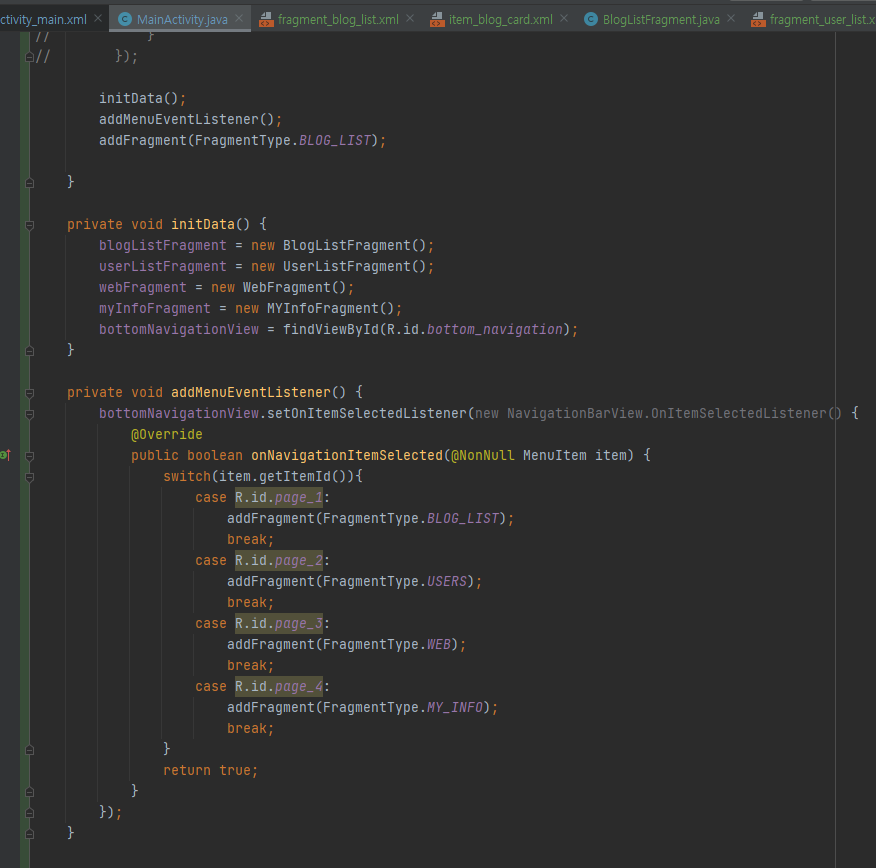 ctivity_main.xml MainActivity.java fragment_blog_list.xml item_blog_card.xml BlogListFragment.java fragment_user_list.x
// }
// });
initData();
addMenuEventListener();
addFragment(FragmentType.BLOG_LIST);
}
private void initData() {
blogListFragment = new BlogListFragment();
userListFragment = new UserListFragment();
webFragment = new WebFragment();
myInfoFragment = new MYInfoFragment();
bottomNavigationView = findViewById(R.id.bottom_navigation);
}
private void addMenuEventListener() {
bottomNavigationView.setOnItemSelectedListener(new NavigationBarView.OnItemSelectedListener() {
@Override
public boolean onNavigationItemSelected(@NonNull MenuItem item) {
switch(item.getItemId()){
case R.id.page_1:
addFragment(FragmentType.BLOG_LIST);
break;
case R.id.page_2:
addFragment(FragmentType.USERS);
break;
case R.id.page_3:
addFragment(FragmentType.WEB);
break;
case R.id.page_4:
addFragment(FragmentType.MY_INFO);
break;
}
return true;
}
});
}